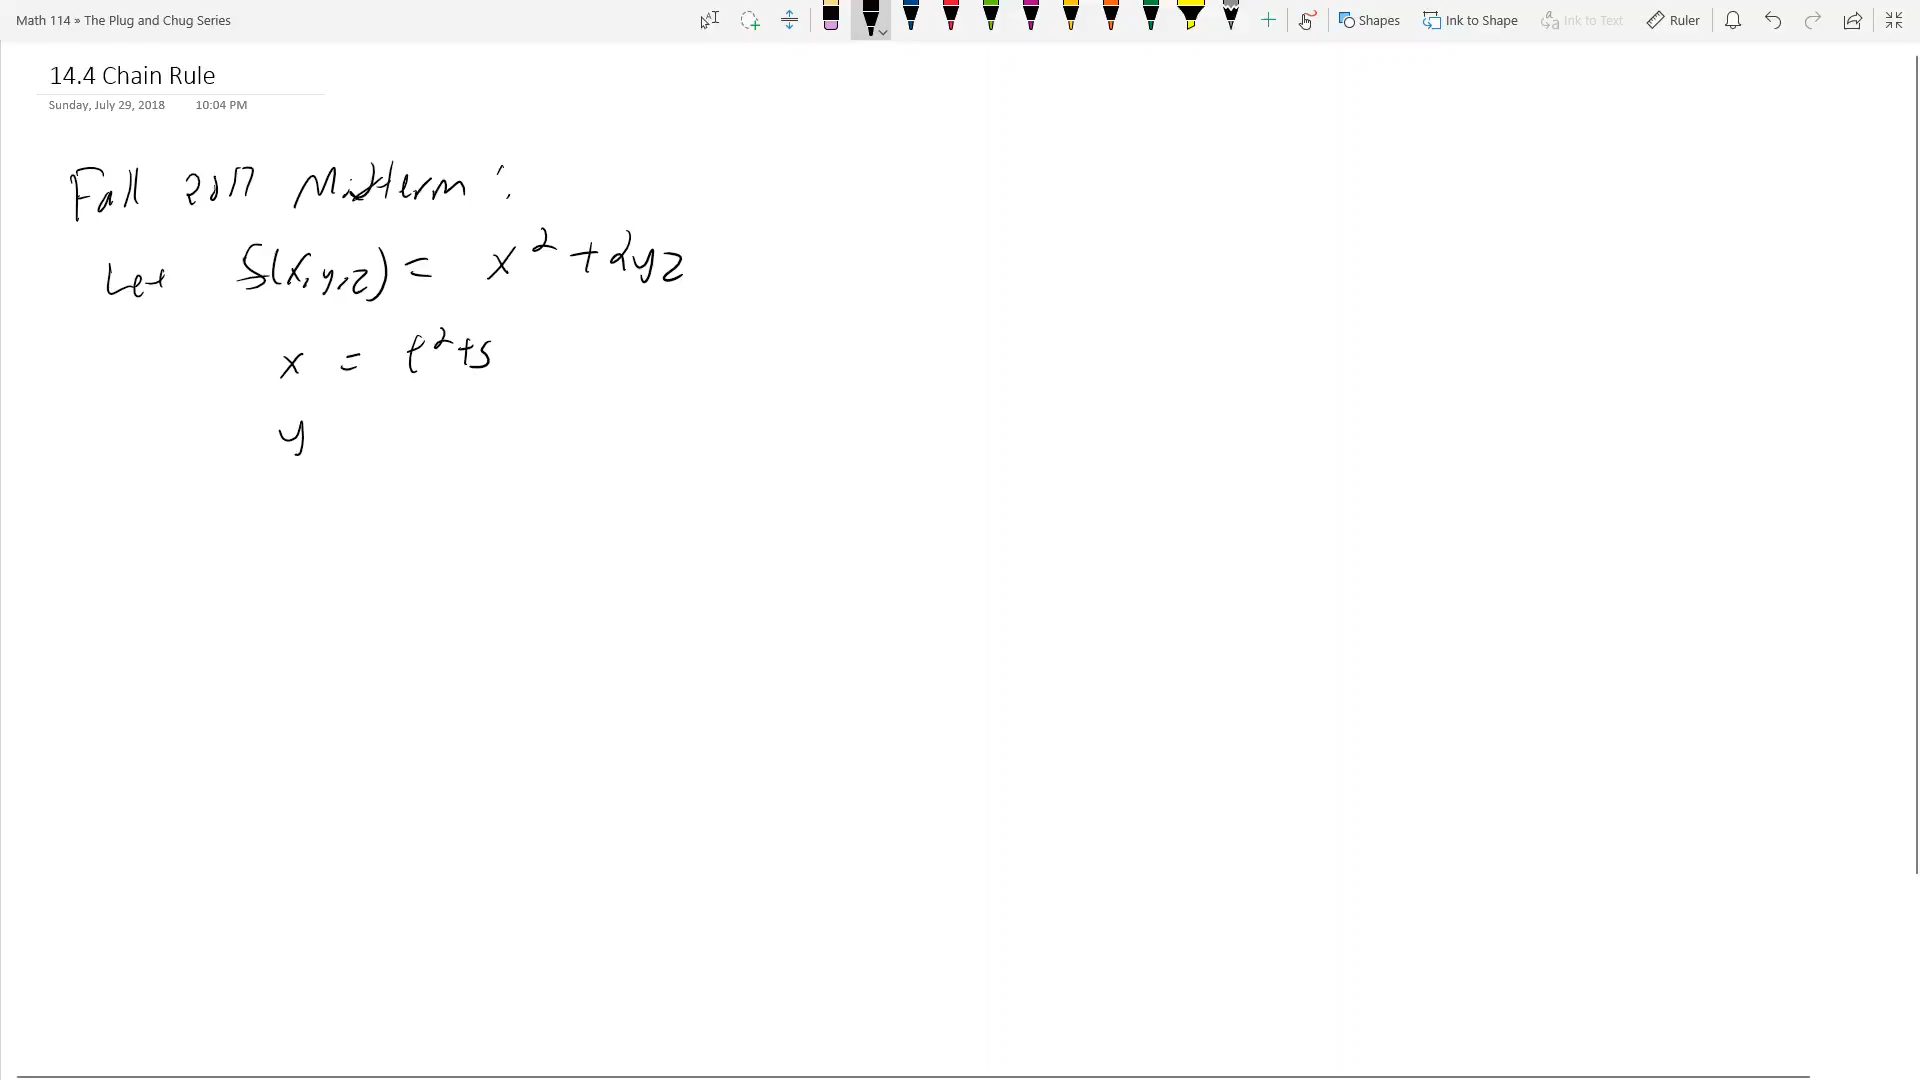 Math 114 » The Plug and Chug Series
Shapes
Ink to Shape
Ink to Text
Ruler
14.4 Chain Rule
Sunday, July 29, 2018 10:04 PM
Fall 2017 Midterm :
Let f(x,y,z) = x² + 2yz
x = t²+s
y